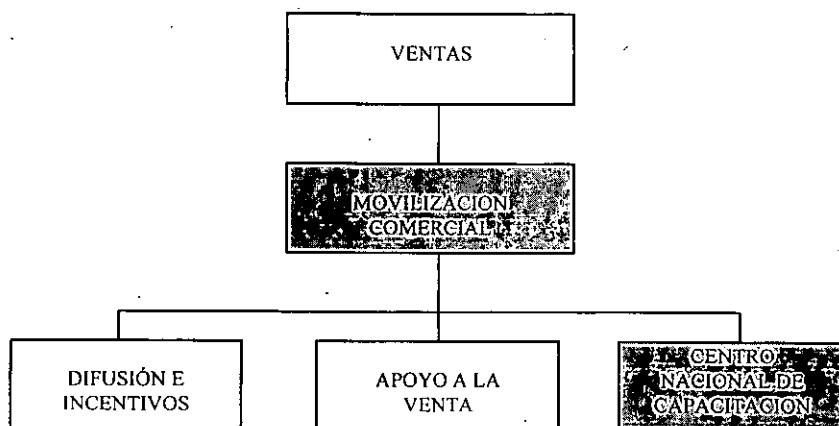 VENTAS
MOVILIZACION
COMERCIAL
DIFUSIÓN E
INCENTIVOS
APOYO A LA
VENTA
CENTRO
NACIONAL DE
CAPACITACION